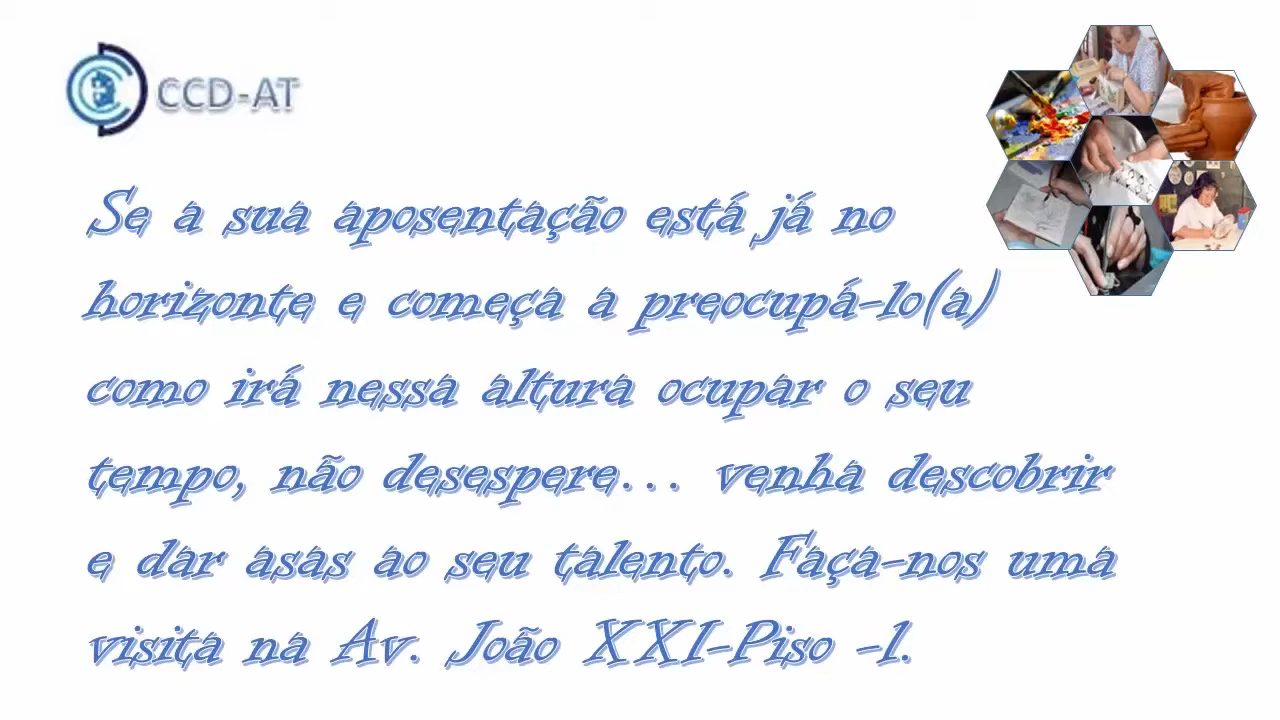 CCD-AT
Se a sua aposentação está já no
horizonte e começa a preocupá-lo(a)
como irá nessa altura ocupar o seu
tempo, não desespere... venha descobrir
e dar asas ao seu talento. Faça-nos uma
visita na Av. João XXI-Piso -1.